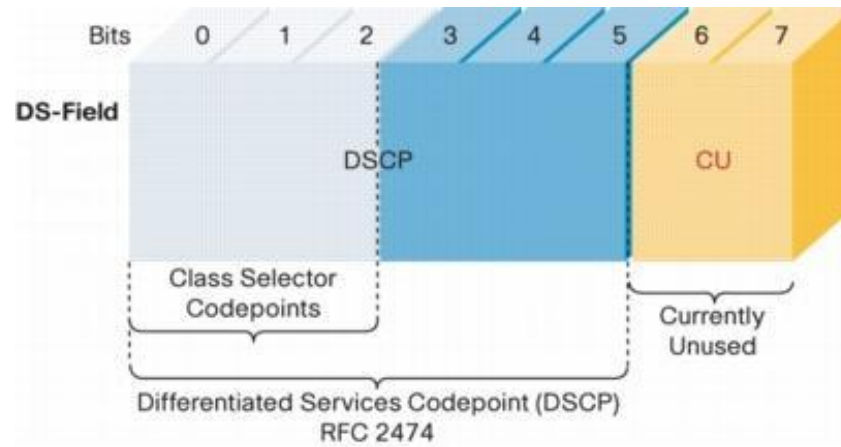 Bits 0 1 2 3 4 5 6 7
DS-Field
DSCP
CU
Class Selector
Codepoints
Currently
Unused
Differentiated Services Codepoint (DSCP)
RFC 2474